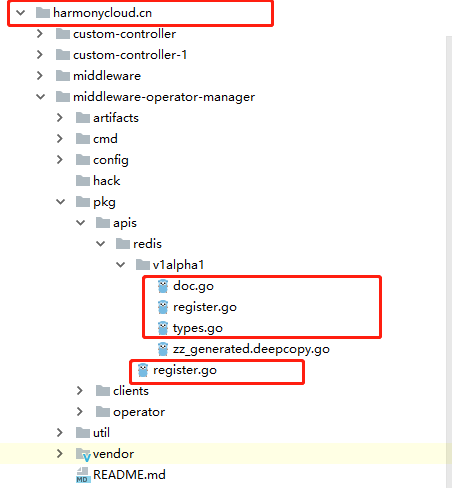 harmonycloud.cn
custom-controller
custom-controller-1
middleware
middleware-operator-manager
artifacts
cmd
config
hack
pkg
apis
redis
v1alpha1
doc.go
register.go
types.go
zz_generated.deepcopy.go
register.go
clients
operator
util
vendor
MD
README.md